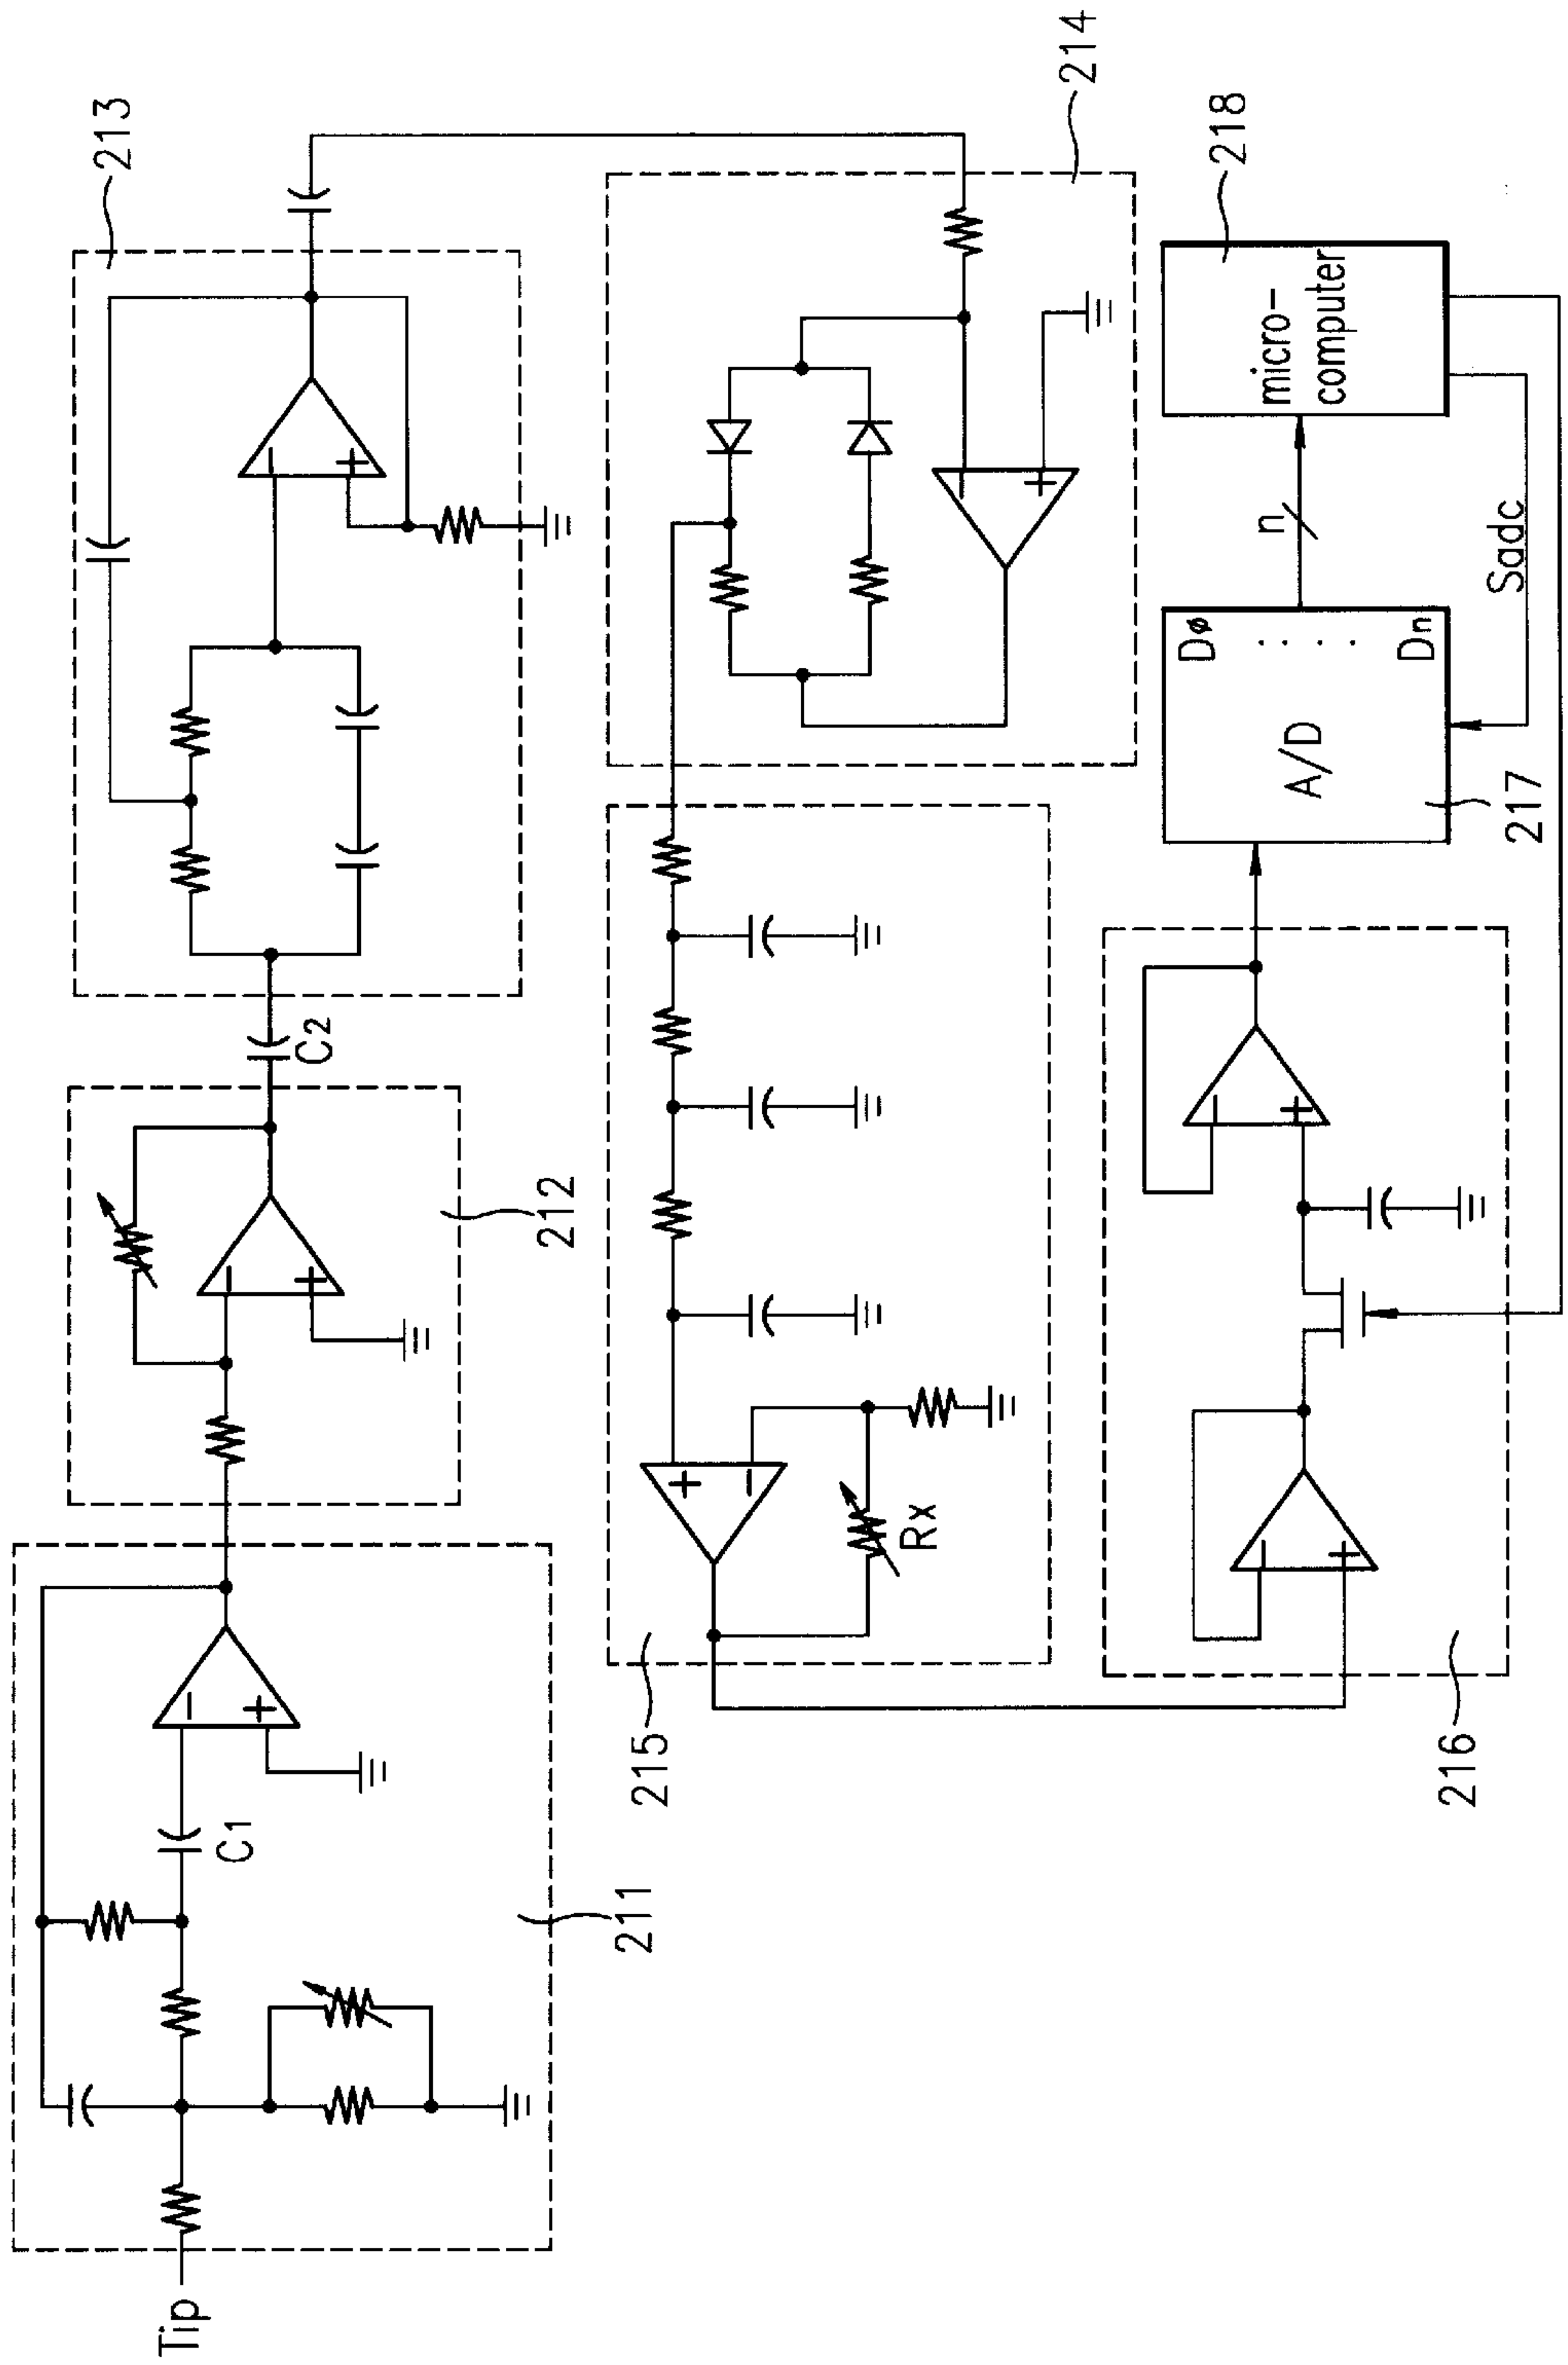 Tip
C1
211
212
C2
213
214
215
Rx
216
A/D
DØ
Dn
217
n
micro-
computer
218
Sadc